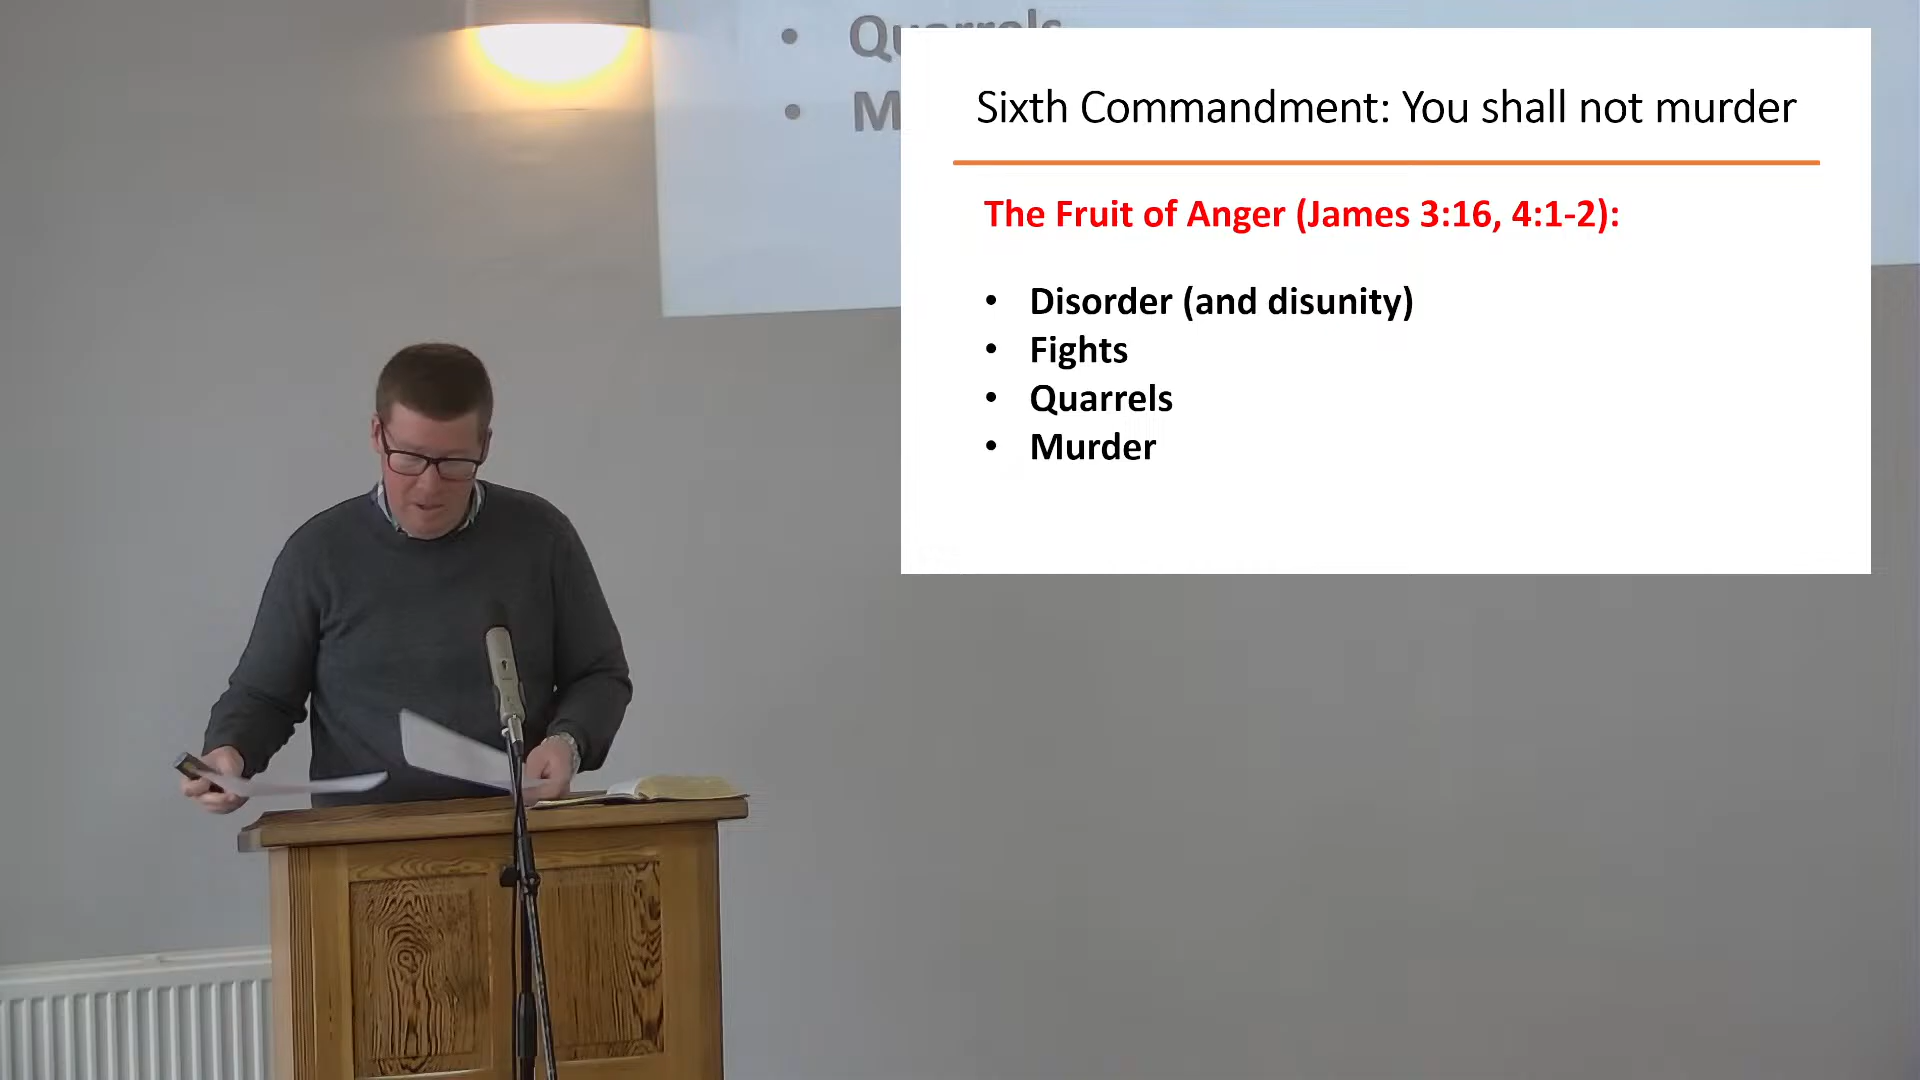 Quarrels
M
Sixth Commandment: You shall not murder
The Fruit of Anger (James 3:16, 4:1-2):
• Disorder (and disunity)
• Fights
• Quarrels
• Murder